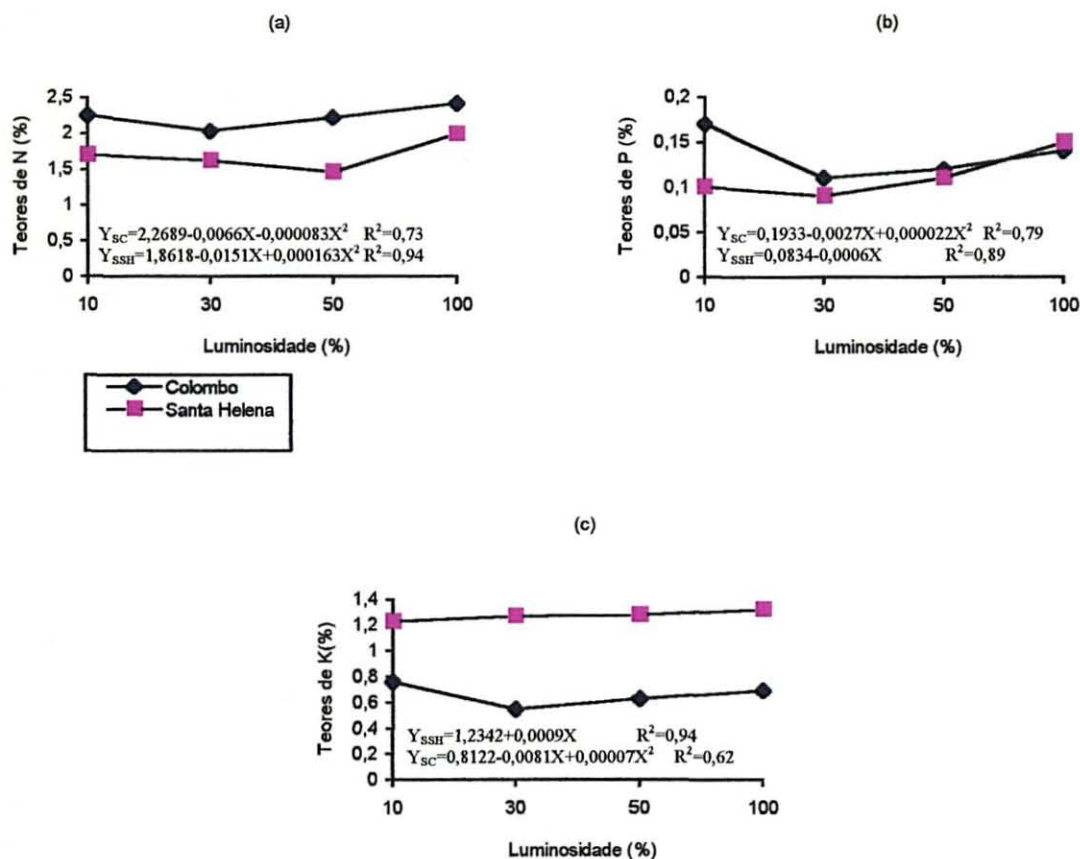 (a)
Teores de N (%)
2,5
2
1,5
1
0,5
0
Y_SC=2,2689-0,0066X-0,000083X² R²=0,73
Y_SSH=1,8618-0,0151X+0,000163X² R²=0,94
10 30 50 100
Luminosidade (%)
Colombo
Santa Helena
(b)
Teores de P (%)
0,2
0,15
0,1
0,05
0
Y_SC=0,1933-0,0027X+0,000022X² R²=0,79
Y_SSH=0,0834-0,0006X R²=0,89
10 30 50 100
Luminosidade (%)
(c)
Teores de K(%)
1,4
1,2
1
0,8
0,6
0,4
0,2
0
Y_SSH=1,2342+0,0009X R²=0,94
Y_SC=0,8122-0,0081X+0,00007X² R²=0,62
10 30 50 100
Luminosidade (%)